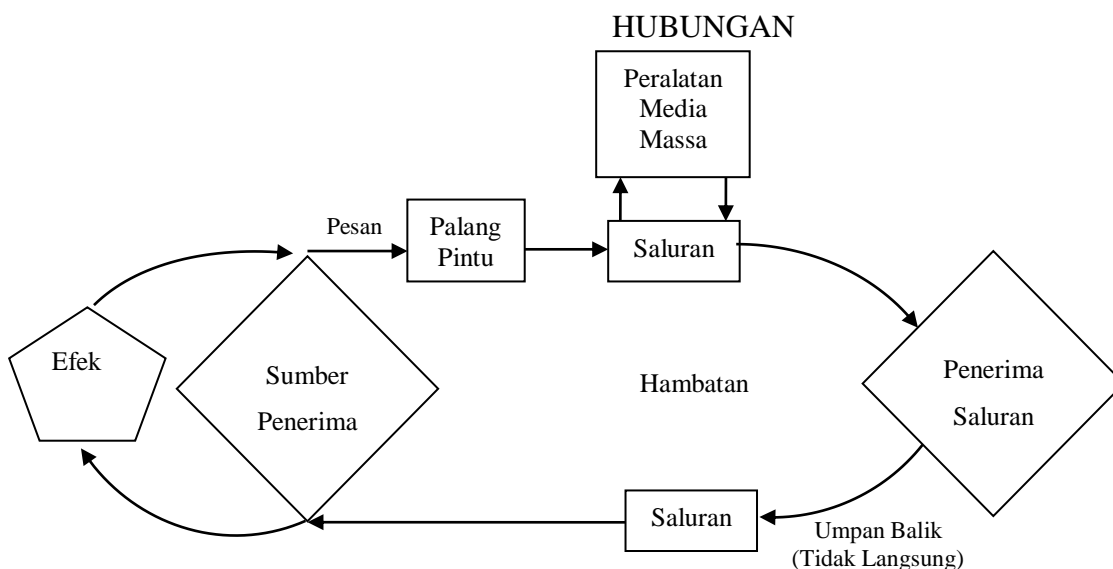 HUBUNGAN
Peralatan
Media
Massa
Pesan
Palang
Pintu
Saluran
Efek
Sumber
Penerima
Hambatan
Penerima
Saluran
Saluran
Umpan Balik
(Tidak Langsung)